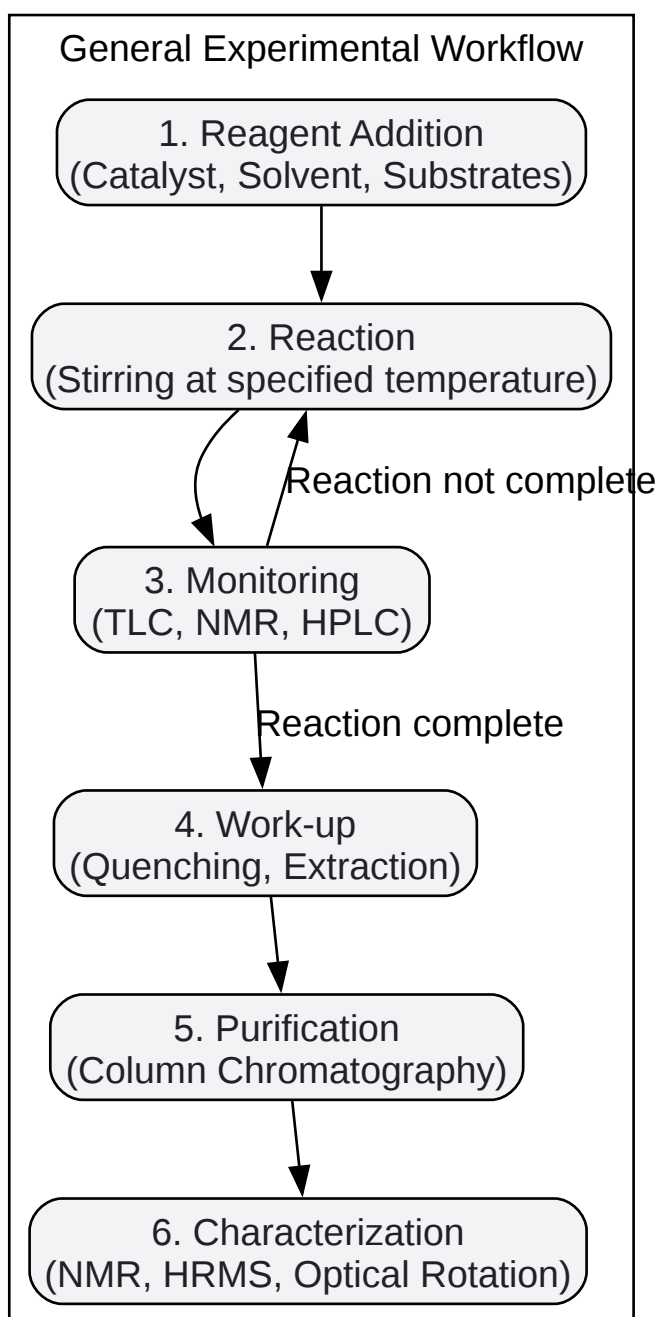 General Experimental Workflow
1. Reagent Addition
(Catalyst, Solvent, Substrates)
2. Reaction
(Stirring at specified temperature)
Reaction not complete
3. Monitoring
(TLC, NMR, HPLC)
Reaction complete
4. Work-up
(Quenching, Extraction)
5. Purification
(Column Chromatography)
6. Characterization
(NMR, HRMS, Optical Rotation)